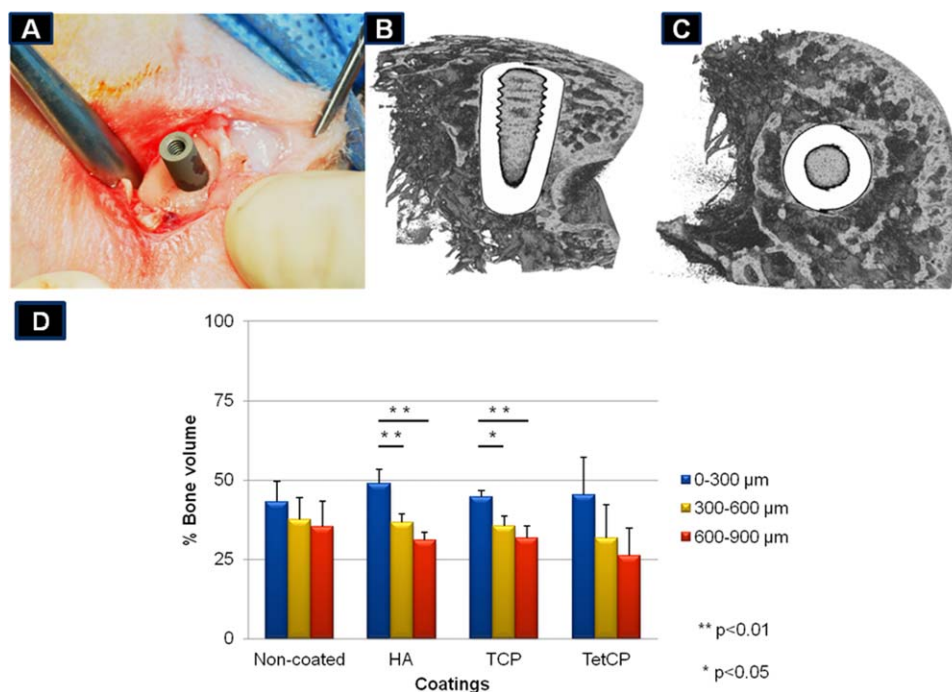 A
B
C
D
100
75
50
25
0
% Bone volume
** **
** *
Non-coated HA TCP TetCP
Coatings
0-300 µm
300-600 µm
600-900 µm
** p<0.01
* p<0.05